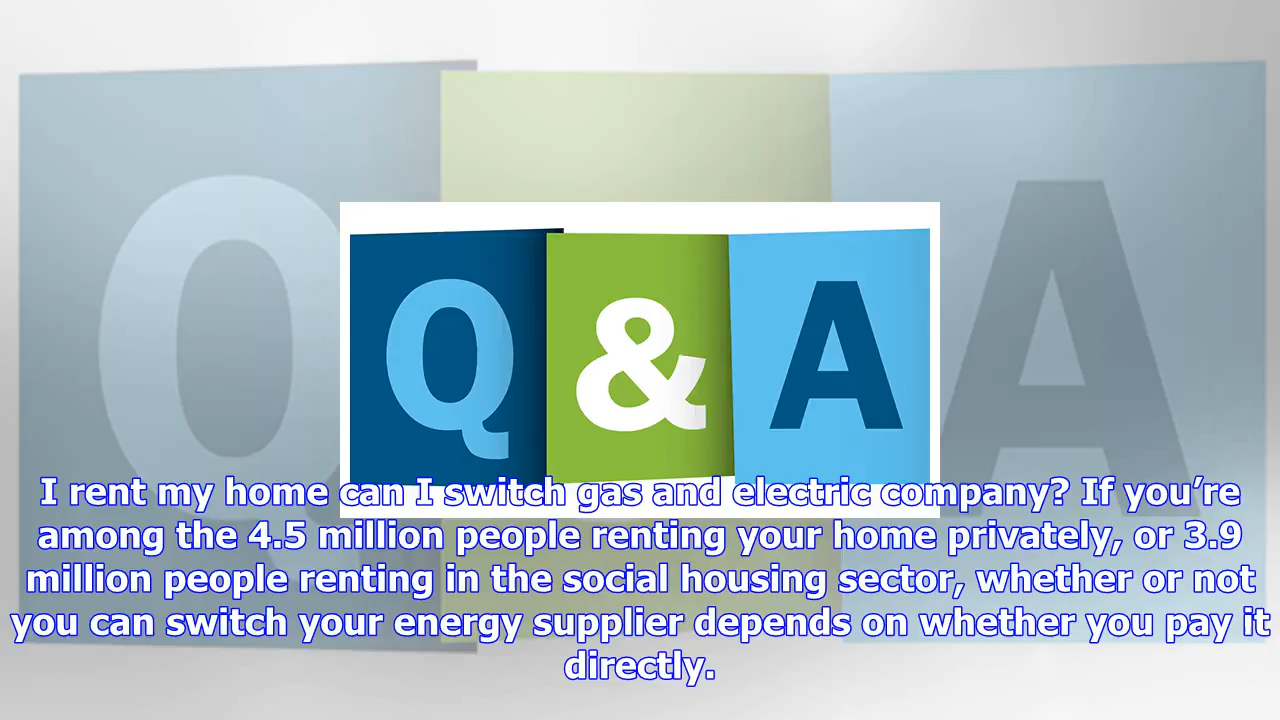 Q & A
I rent my home can I switch gas and electric company? If you’re
among the 4.5 million people renting your home privately, or 3.9
million people renting in the social housing sector, whether or not
you can switch your energy supplier depends on whether you pay it
directly.